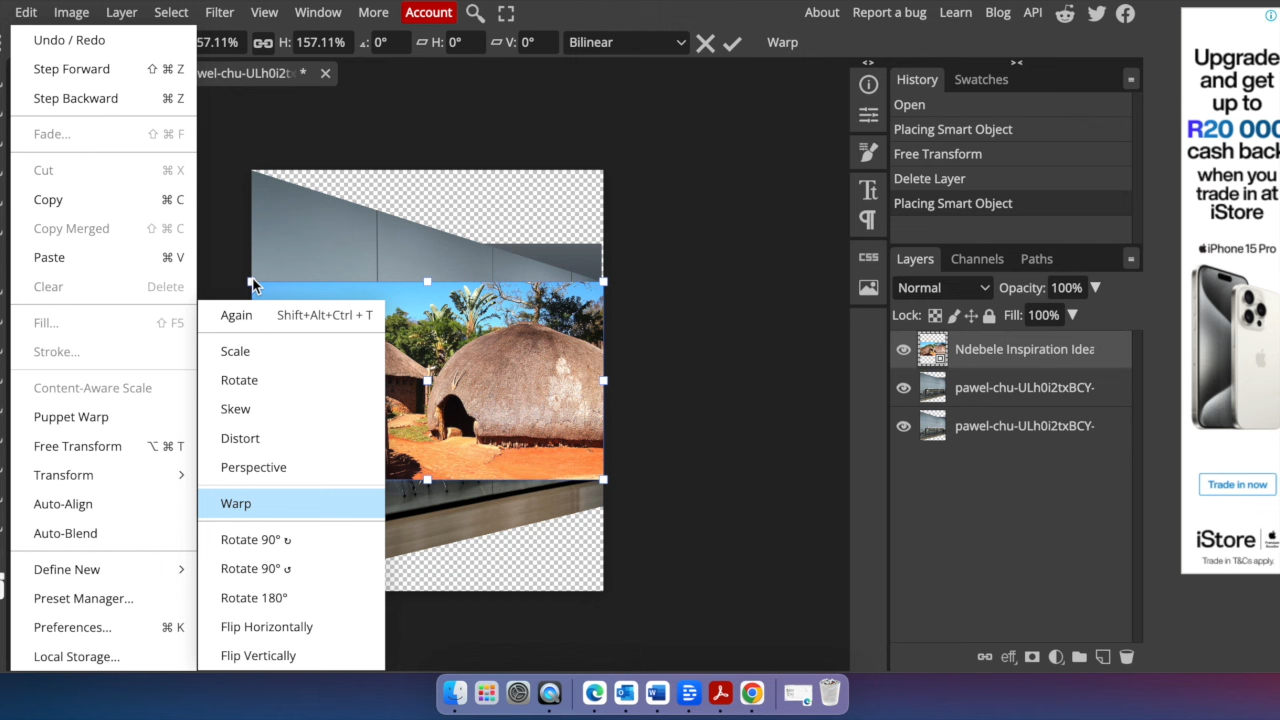 Edit Image Layer Select Filter View Window More Account About Report a bug Learn Blog API
57.11% H: 157.11% 0° H: 0° V: 0° Bilinear Warp
pawel-chu-ULh0i2tx *
Undo / Redo
Step Forward ⇧ ⌘ Z
Step Backward ⌘ Z
Fade... ⇧ ⌘ F
Cut ⌘ X
Copy ⌘ C
Copy Merged ⇧ ⌘ C
Paste ⌘ V
Clear Delete
Fill... ⇧ F5
Stroke...
Content-Aware Scale
Puppet Warp
Free Transform ⌥ ⌘ T
Transform
Auto-Align
Auto-Blend
Define New
Preset Manager...
Preferences... ⌘ K
Local Storage...
Again Shift+Alt+Ctrl + T
Scale
Rotate
Skew
Distort
Perspective
Warp
Rotate 90° ↻
Rotate 90° ↺
Rotate 180°
Flip Horizontally
Flip Vertically
Tt
CSS
History Swatches
Open
Placing Smart Object
Free Transform
Delete Layer
Placing Smart Object
Layers Channels Paths
Normal Opacity: 100%
Lock: Fill: 100%
Ndebele Inspiration Idea
pawel-chu-ULh0i2txBCY-
pawel-chu-ULh0i2txBCY-
eff
Upgrade
and get
up to
R20 000
cash back
when you
trade in at
iStore
iPhone 15 Pro
Trade in now
iStore
Trade in T&Cs apply.